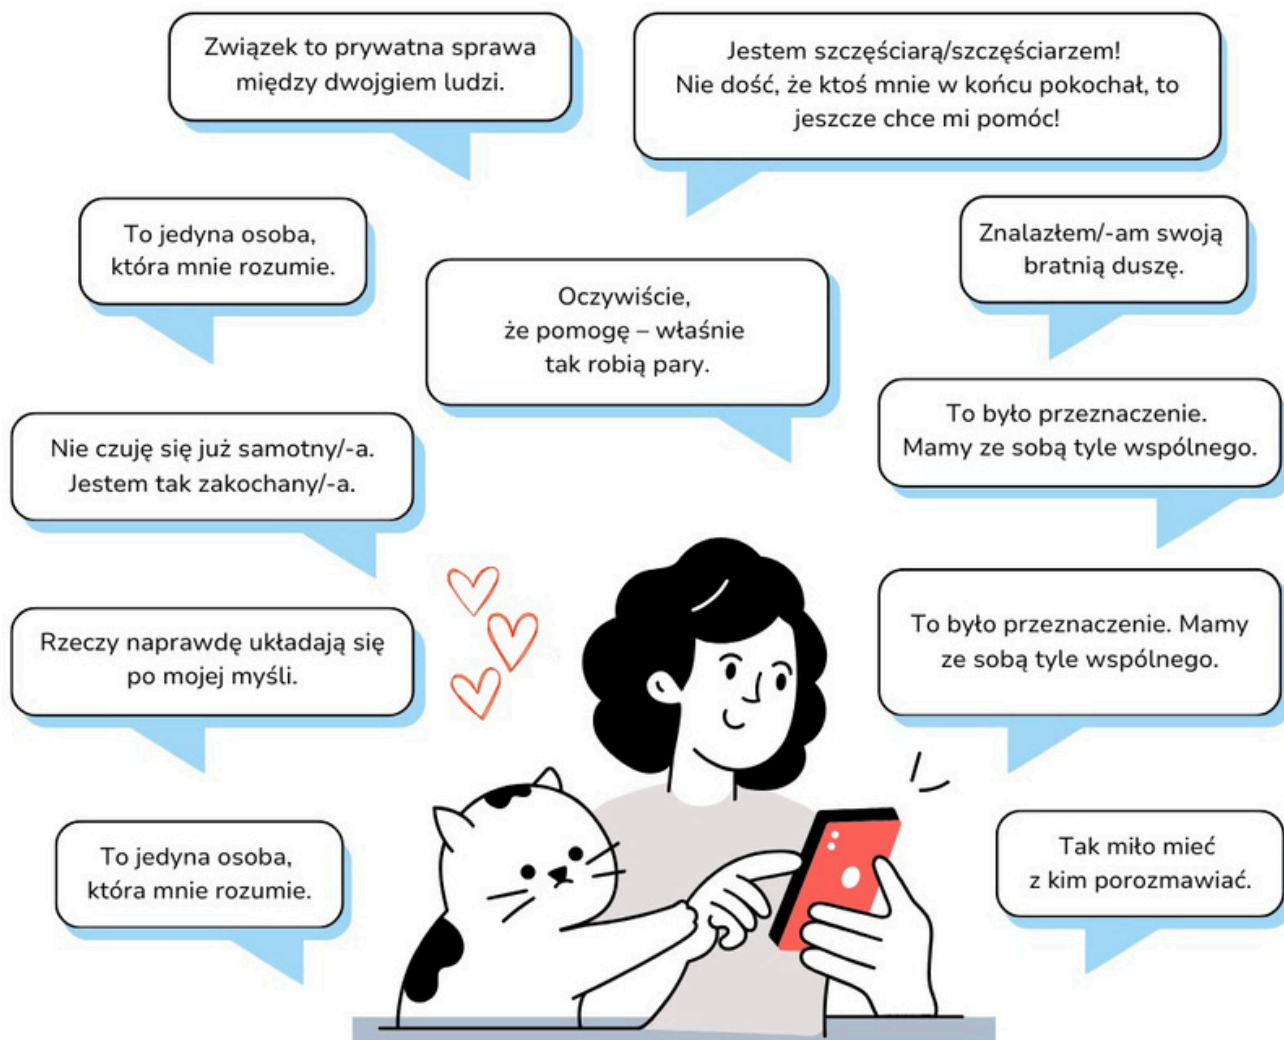 Związek to prywatna sprawa
między dwojgiem ludzi.
Jestem szczęściarą/szczęściarzem!
Nie dość, że ktoś mnie w końcu pokochał, to
jeszcze chce mi pomóc!
To jedyna osoba,
która mnie rozumie.
Znalazłem/-am swoją
bratnią duszę.
Oczywiście,
że pomogę – właśnie
tak robią pary.
To było przeznaczenie.
Mamy ze sobą tyle wspólnego.
Nie czuję się już samotny/-a.
Jestem tak zakochany/-a.
Rzeczy naprawdę układają się
po mojej myśli.
To było przeznaczenie. Mamy
ze sobą tyle wspólnego.
To jedyna osoba,
która mnie rozumie.
Tak miło mieć
z kim porozmawiać.